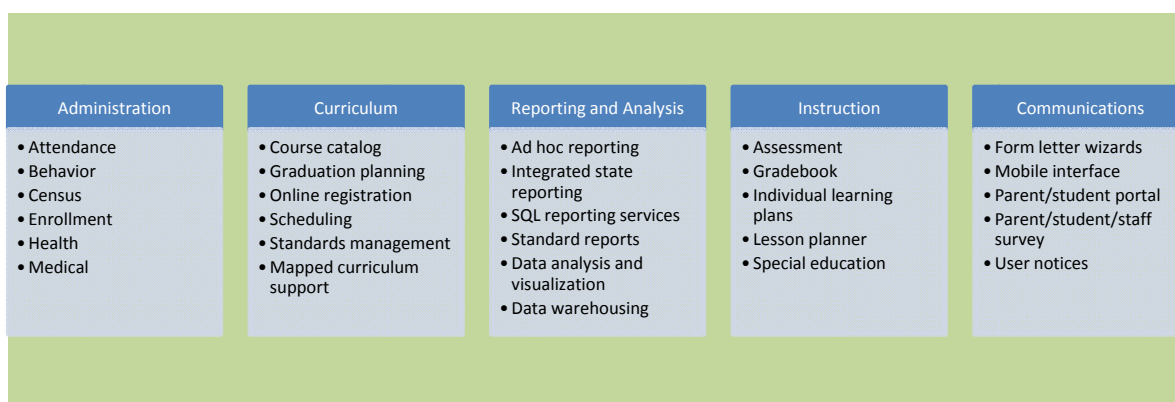 Administration
• Attendance
• Behavior
• Census
• Enrollment
• Health
• Medical
Curriculum
• Course catalog
• Graduation planning
• Online registration
• Scheduling
• Standards management
• Mapped curriculum
support
Reporting and Analysis
• Ad hoc reporting
• Integrated state
reporting
• SQL reporting services
• Standard reports
• Data analysis and
visualization
• Data warehousing
Instruction
• Assessment
• Gradebook
• Individual learning
plans
• Lesson planner
• Special education
Communications
• Form letter wizards
• Mobile interface
• Parent/student portal
• Parent/student/staff
survey
• User notices